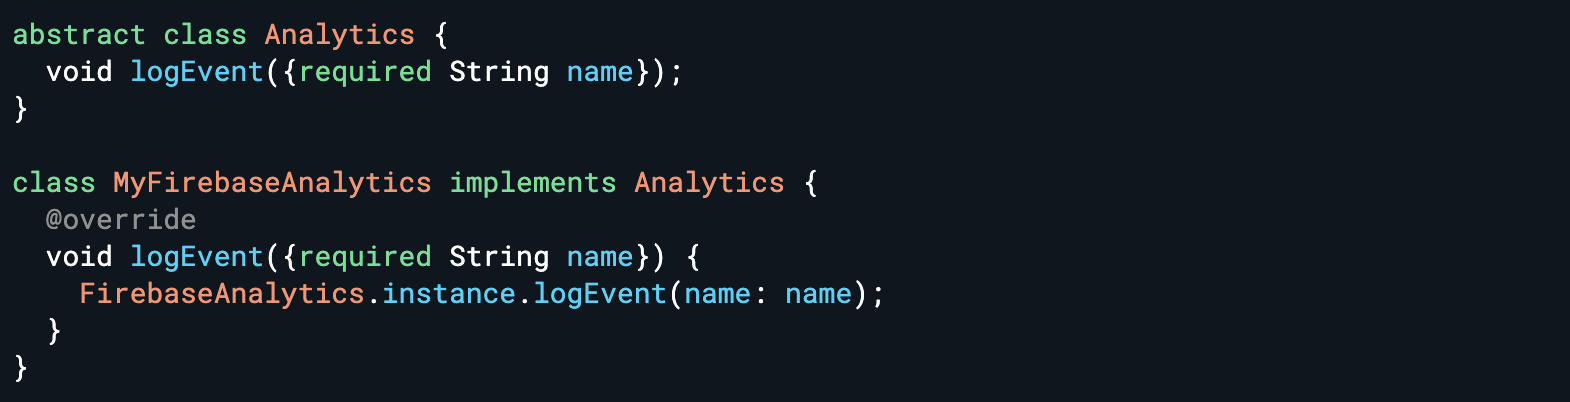 abstract class Analytics {
  void logEvent({required String name});
}

class MyFirebaseAnalytics implements Analytics {
  @override
  void logEvent({required String name}) {
    FirebaseAnalytics.instance.logEvent(name: name);
  }
}